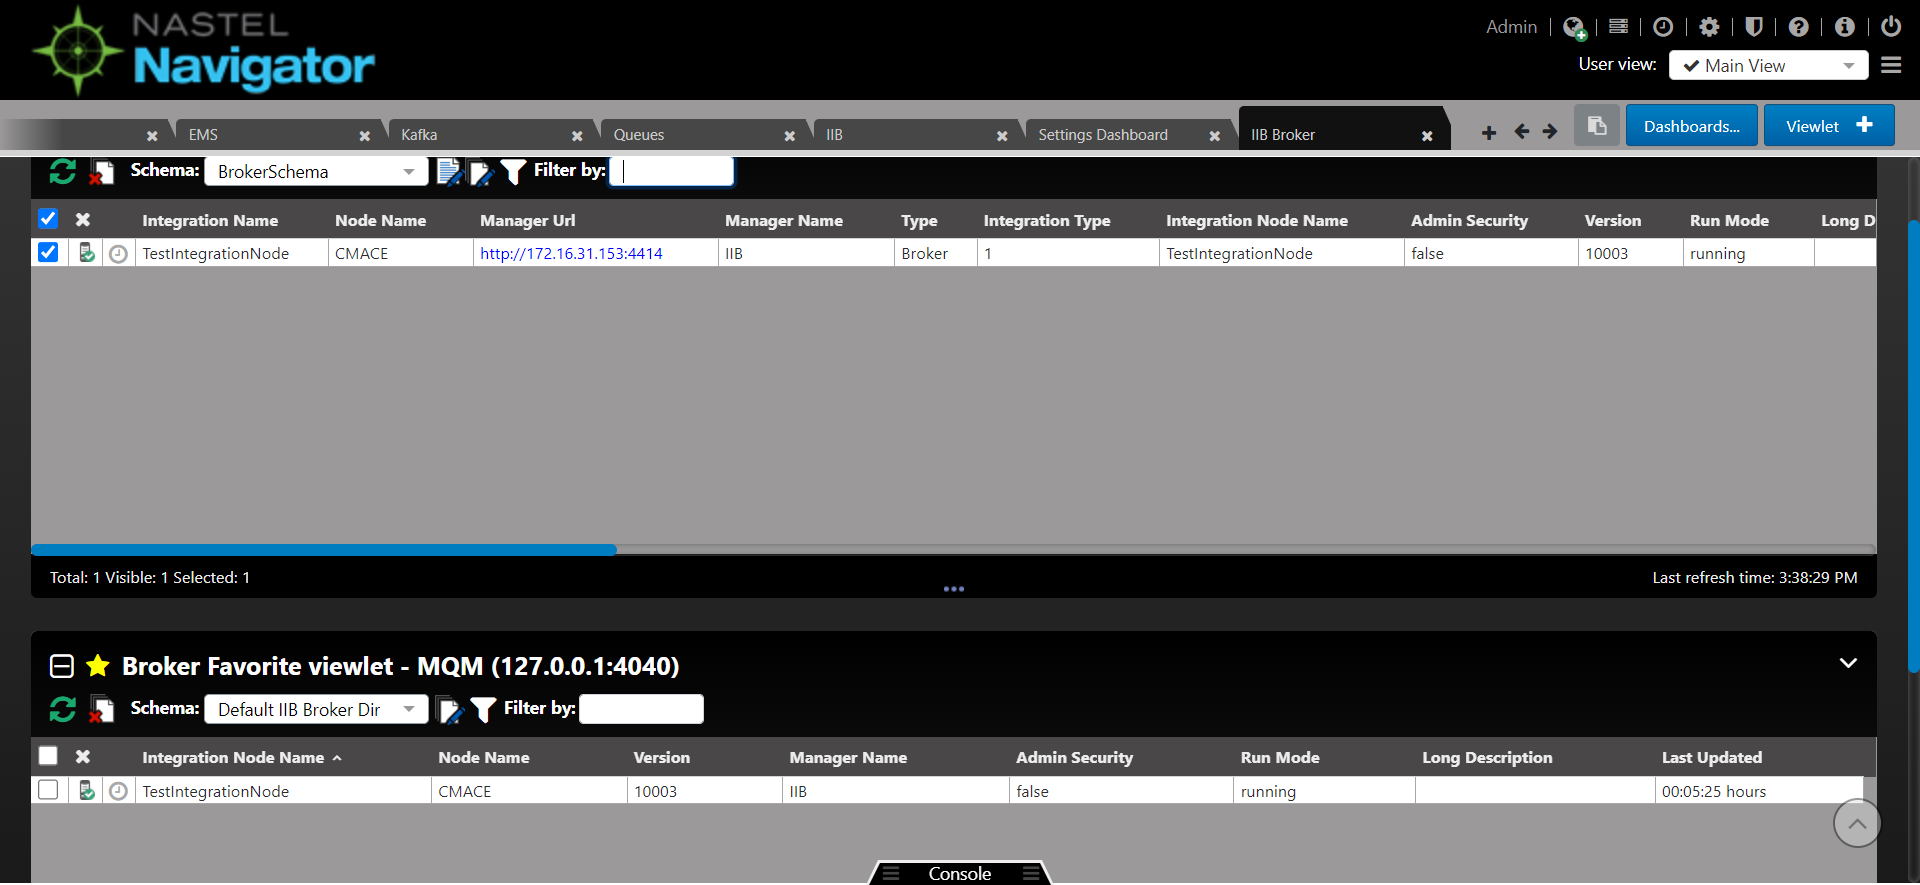 NASTEL
Navigator
Admin
User view: Main View
EMS Kafka Queues IIB Settings Dashboard IIB Broker Dashboards... Viewlet
Schema: BrokerSchema Filter by:
Integration Name Node Name Manager Url Manager Name Type Integration Type Integration Node Name Admin Security Version Run Mode Long D
TestIntegrationNode CMACE http://172.16.31.153:4414 IIB Broker 1 TestIntegrationNode false 10003 running
Total: 1 Visible: 1 Selected: 1 Last refresh time: 3:38:29 PM
Broker Favorite viewlet - MQM (127.0.0.1:4040)
Schema: Default IIB Broker Dir Filter by:
Integration Node Name Node Name Version Manager Name Admin Security Run Mode Long Description Last Updated
TestIntegrationNode CMACE 10003 IIB false running 00:05:25 hours
Console